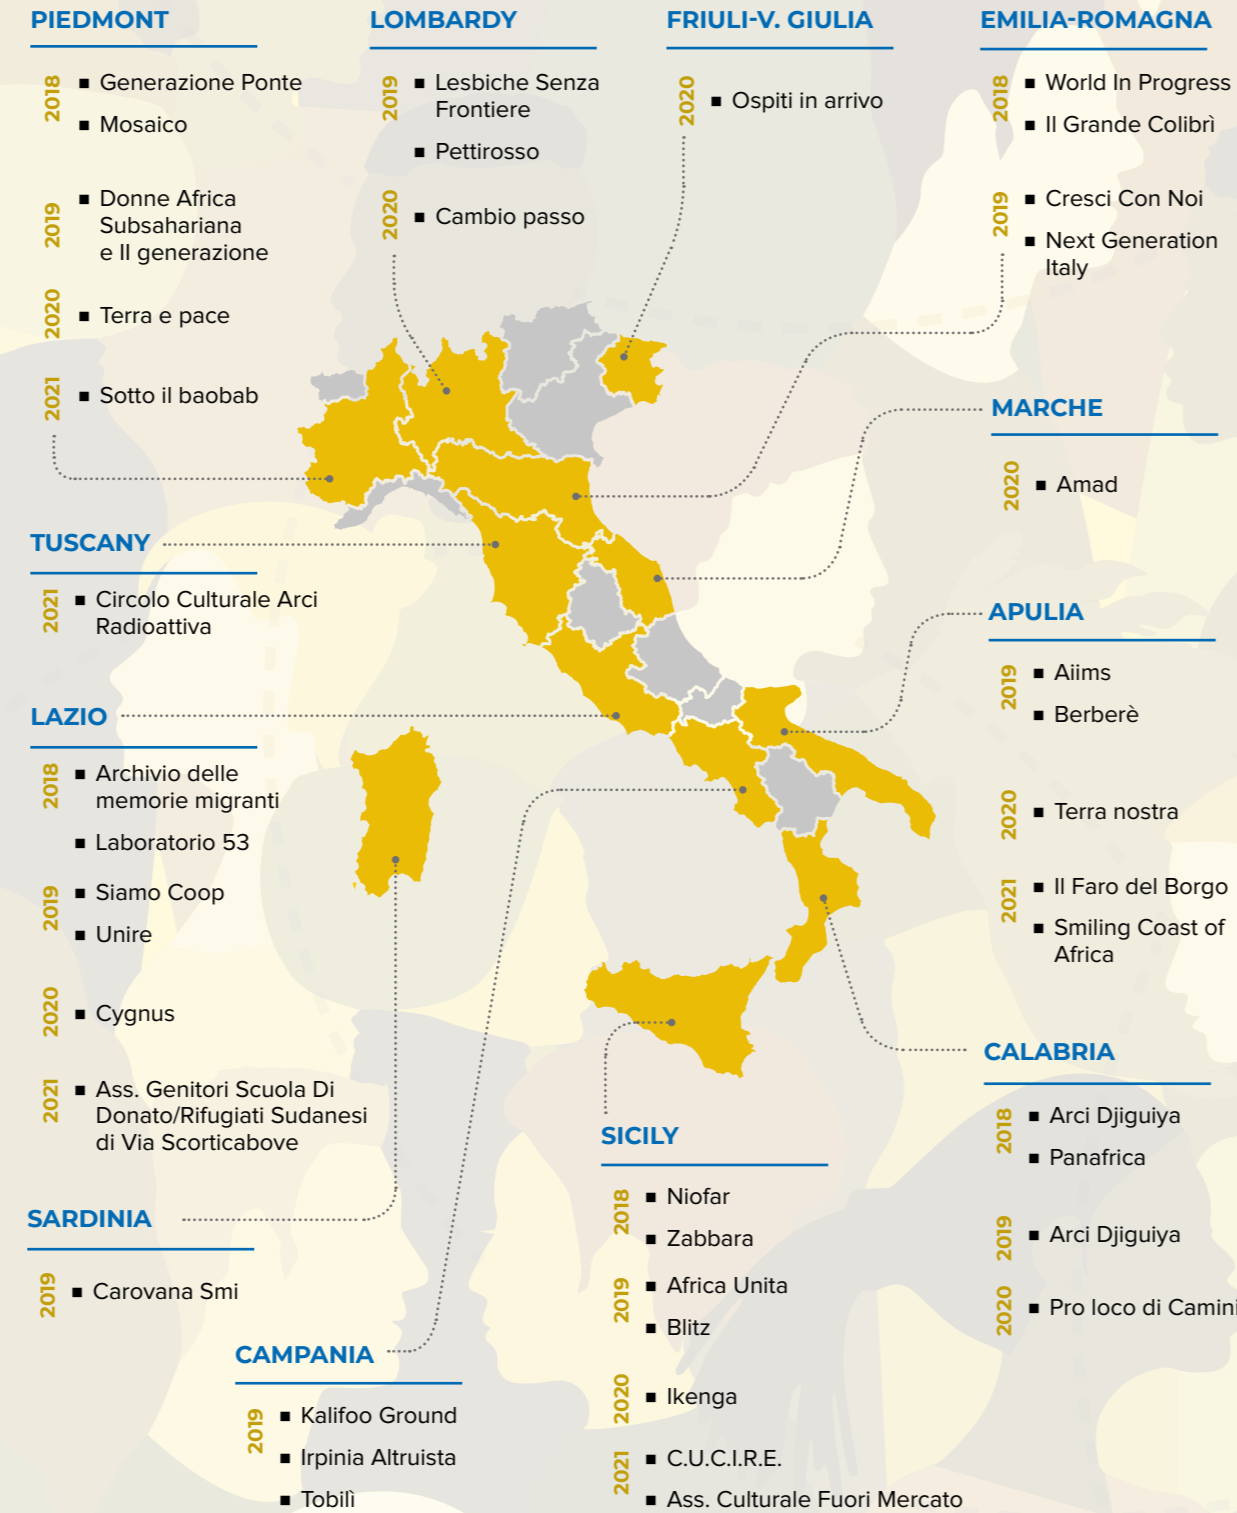 PIEDMONT
2018
Generazione Ponte
Mosaico
2019
Donne Africa
Subsahariana
e II generazione
2020
Terra e pace
2021
Sotto il baobab
LOMBARDY
2019
Lesbiche Senza
Frontiere
Pettirosso
2020
Cambio passo
FRIULI-V. GIULIA
2020
Ospiti in arrivo
EMILIA-ROMAGNA
2018
World In Progress
Il Grande Colibrì
2019
Cresci Con Noi
Next Generation
Italy
MARCHE
2020
Amad
TUSCANY
2021
Circolo Culturale Arci
Radioattiva
APULIA
2019
Aiims
Berberè
2020
Terra nostra
2021
Il Faro del Borgo
Smiling Coast of
Africa
LAZIO
2018
Archivio delle
memorie migranti
Laboratorio 53
2019
Siamo Coop
Unire
2020
Cygnus
2021
Ass. Genitori Scuola Di
Donato/Rifugiati Sudanesi
di Via Scorticabove
CALABRIA
2018
Arci Djiguiya
Panafrica
2019
Arci Djiguiya
2020
Pro loco di Camini
SICILY
2018
Niofar
Zabbara
2019
Africa Unita
Blitz
2020
Ikenga
2021
C.U.C.I.R.E.
Ass. Culturale Fuori Mercato
SARDINIA
2019
Carovana Smi
CAMPANIA
2019
Kalifoo Ground
Irpinia Altruista
Tobilì